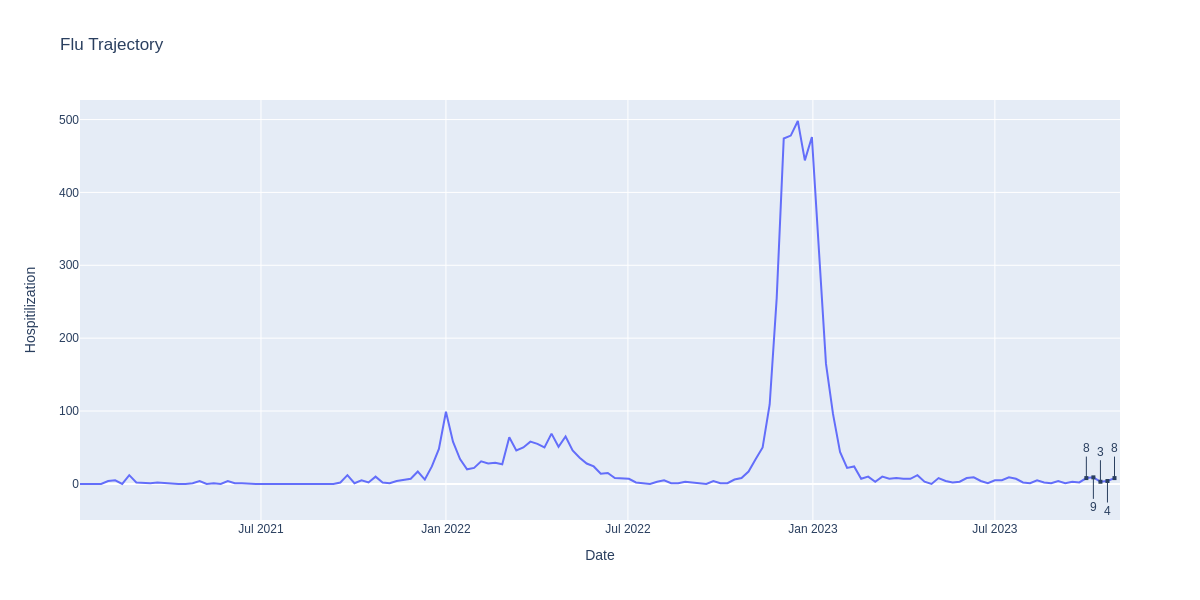 Flu Trajectory
500
400
300
200
100
0
Hospitilization
8
3
8
9
4
Jul 2021
Jan 2022
Jul 2022
Jan 2023
Jul 2023
Date